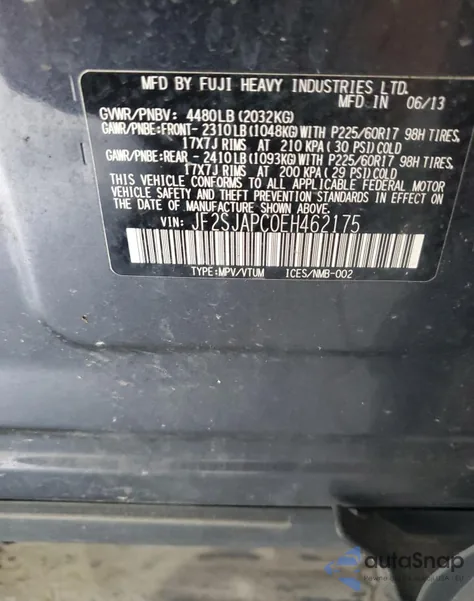 MFD BY FUJI HEAVY INDUSTRIES LTD.
MFD IN 06/13
GVWR/PNBV: 4480LB(2032KG)
GAWR/PNBE:FRONT-2310LB(1048KG)WITH P225/60R17 98H TIRES,
17X7J RIMS AT 210 KPA(30 PSI)COLD
GAWR/PNBE:REAR -2410LB(1093KG)WITH P225/60R17 98H TIRES,
17X7J RIMS AT 200 KPA(29 PSI)COLD
THIS VEHICLE CONFORMS TO ALL APPLICABLE FEDERAL MOTOR
VEHICLE SAFETY AND THEFT PREVENTION STANDARDS IN EFFECT ON
THE DATE OF MANUFACTURE SHOWN ABOVE.
VIN: JF2SJAPC0EH462175
TYPE:MPV/VTUM ICES/NMB-002
autaSnap